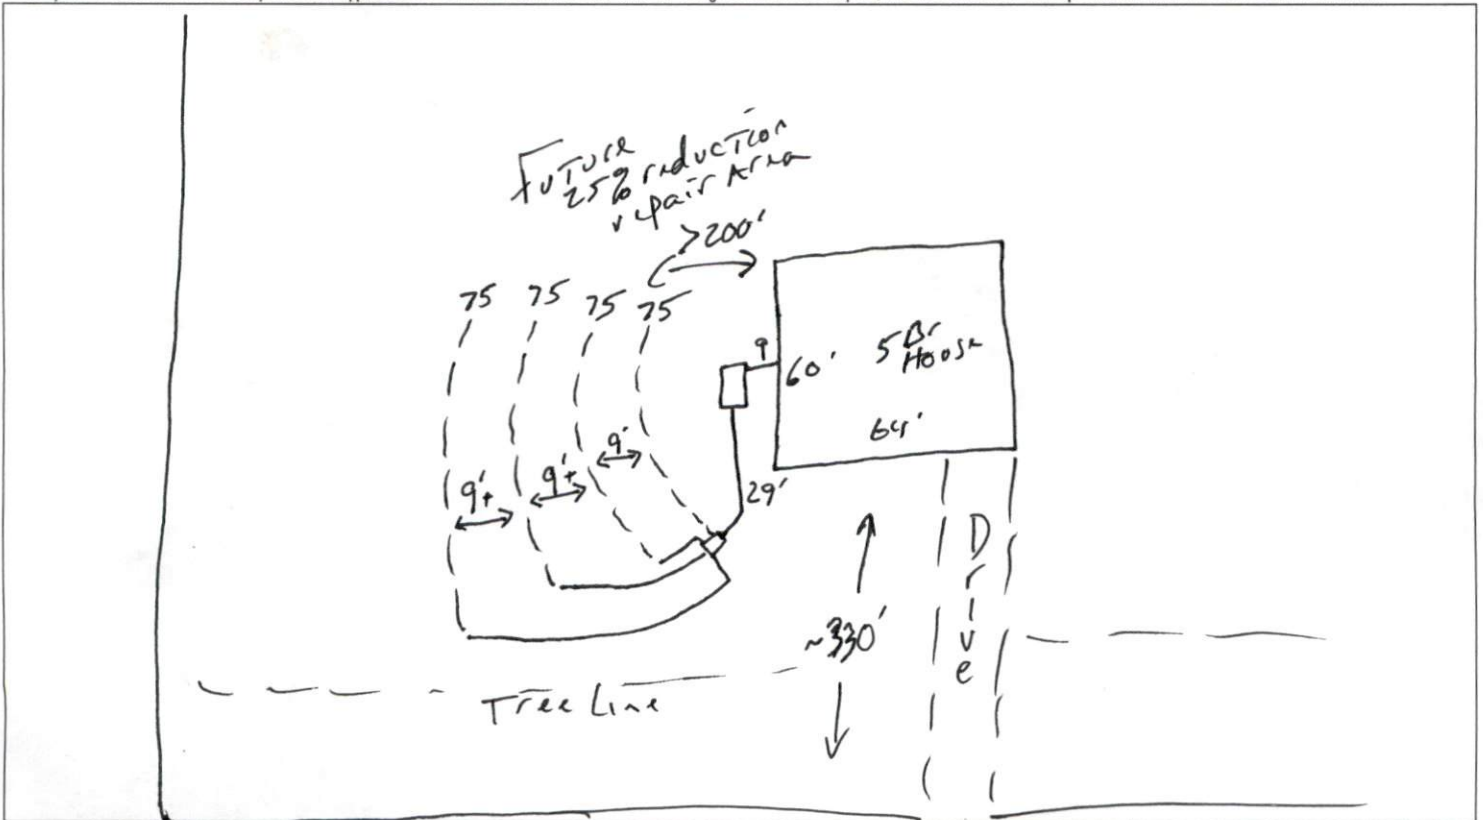 Future
25% reduction
repair Area
>200'
75 75 75 75
9
60'
5 Br
House
64'
9'
9'+
9'+
29'
Drive
~330'
Tree Line